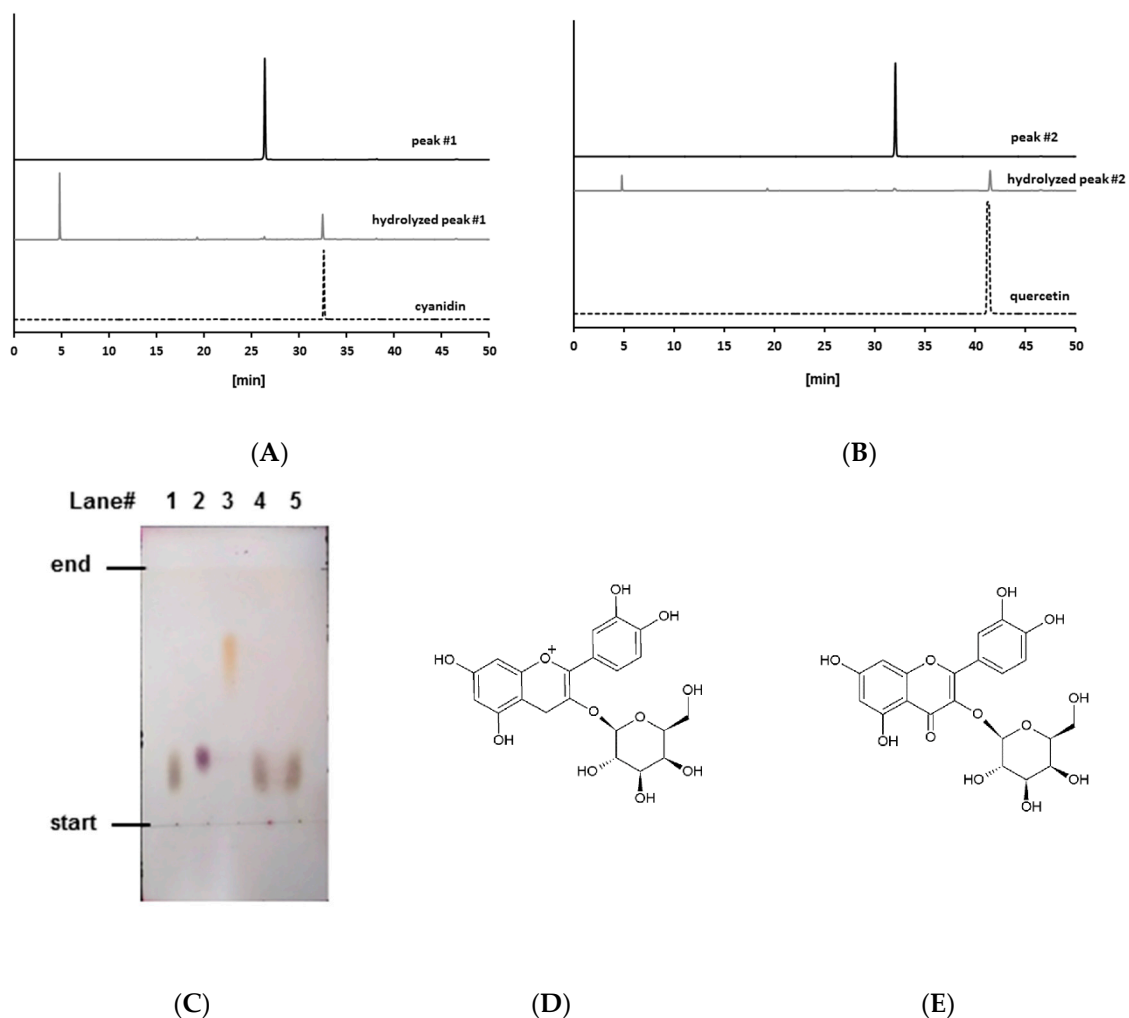 peak #1
hydrolyzed peak #1
cyanidin
0 5 10 15 20 25 30 35 40 45 50
[min]
(A)
peak #2
hydrolyzed peak #2
quercetin
0 5 10 15 20 25 30 35 40 45 50
[min]
(B)
Lane# 1 2 3 4 5
end
start
(C)
OH
OH
HO
O
+
O
OH
OH
O
HO
OH
OH
(D)
OH
OH
HO
O
O
OH
O
OH
O
HO
OH
OH
(E)